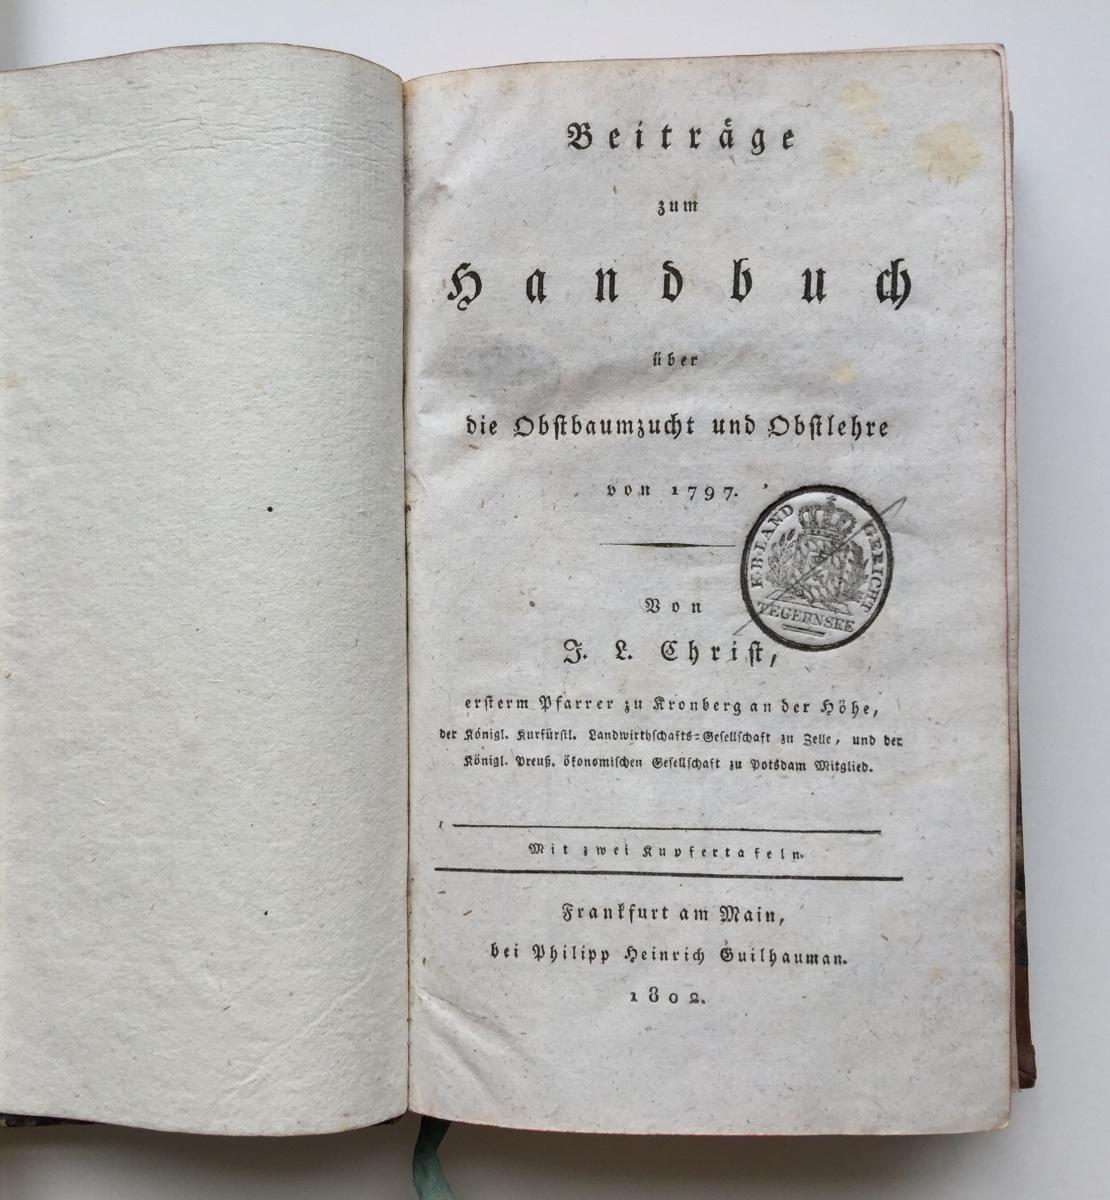 Beiträge
zum
Handbuch
über
die Obstbaumzucht und Obstlehre
von 1797.
Von
J. L. Christ,
ersterm Pfarrer zu Kronberg an der Höhe,
der Königl. Kurfürstl. Landwirthschafts-Gesellschaft zu Zelle, und der
Königl. Preuß. ökonomischen Gesellschaft zu Potsdam Mitglied.
Mit zwei Kupfertafeln.
Frankfurt am Main,
bei Philipp Heinrich Guilhauman.
1802.
K. B. LAND GERICHT
TEGERNSEE